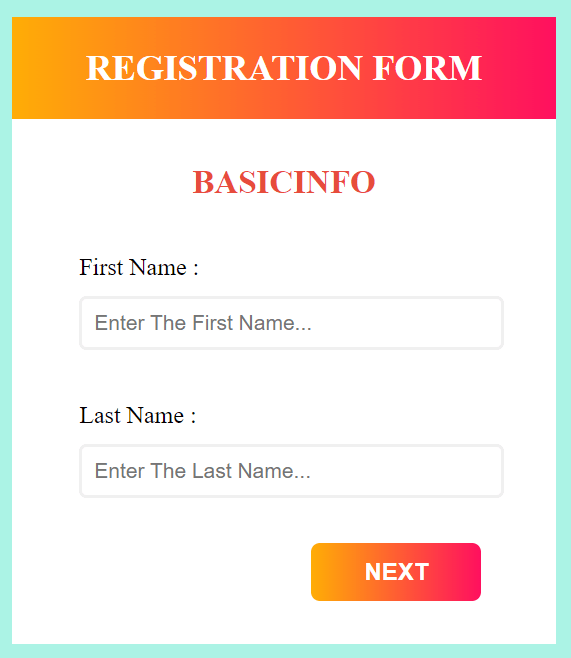 REGISTRATION FORM
BASICINFO
First Name :
Enter The First Name...
Last Name :
Enter The Last Name...
NEXT